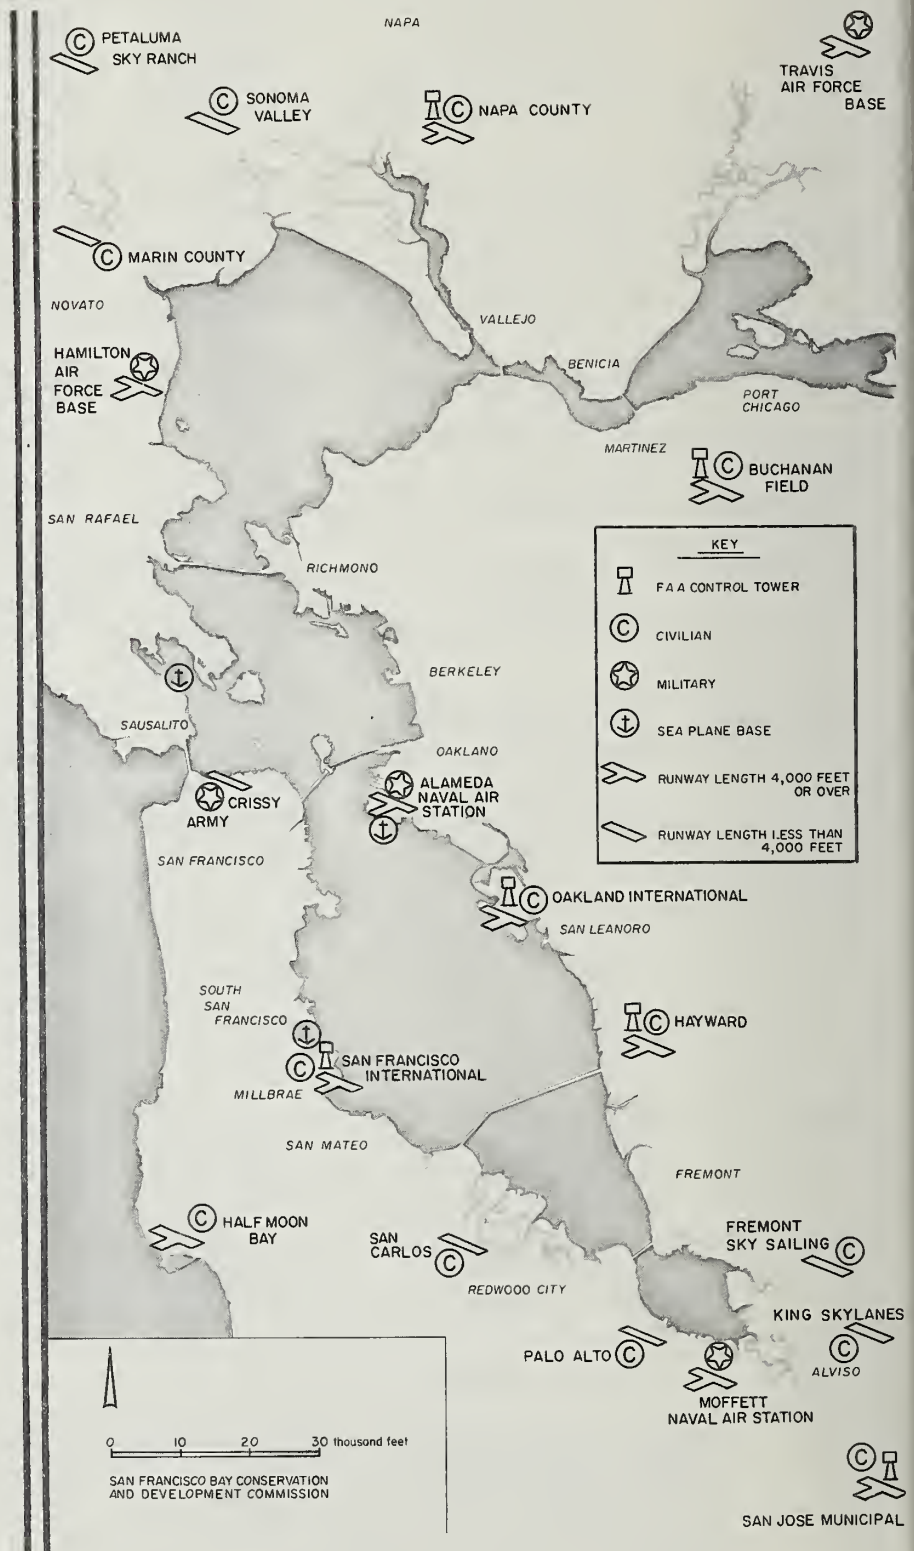 NAPA
PETALUMA
SKY RANCH
TRAVIS
AIR FORCE
BASE
C
C
SONOMA
VALLEY
C
NAPA COUNTY
C
MARIN COUNTY
NOVATO
VALLEJO
HAMILTON
AIR
FORCE
BASE
BENICIA
PORT
CHICAGO
MARTINEZ
C
BUCHANAN
FIELD
SAN RAFAEL
RICHMONO
KEY
FAA CONTROL TOWER
C
CIVILIAN
MILITARY
SEA PLANE BASE
RUNWAY LENGTH 4,000 FEET
OR OVER
RUNWAY LENGTH LESS THAN
4,000 FEET
BERKELEY
SAUSALITO
OAKLANO
CRISSY
ARMY
ALAMEDA
NAVAL AIR
STATION
SAN FRANCISCO
C
OAKLAND INTERNATIONAL
SAN LEANORO
SOUTH
SAN
FRANCISCO
C
HAYWARD
C
SAN FRANCISCO
INTERNATIONAL
MILLBRAE
SAN MATEO
FREMONT
C
HALF MOON
BAY
SAN
CARLOS
C
FREMONT
SKY SAILING
C
REDWOOD CITY
KING SKYLANES
C
ALVISO
PALO ALTO
C
MOFFETT
NAVAL AIR STATION
C
SAN JOSE MUNICIPAL
0 10 20 30 thousand feet
SAN FRANCISCO BAY CONSERVATION
AND DEVELOPMENT COMMISSION